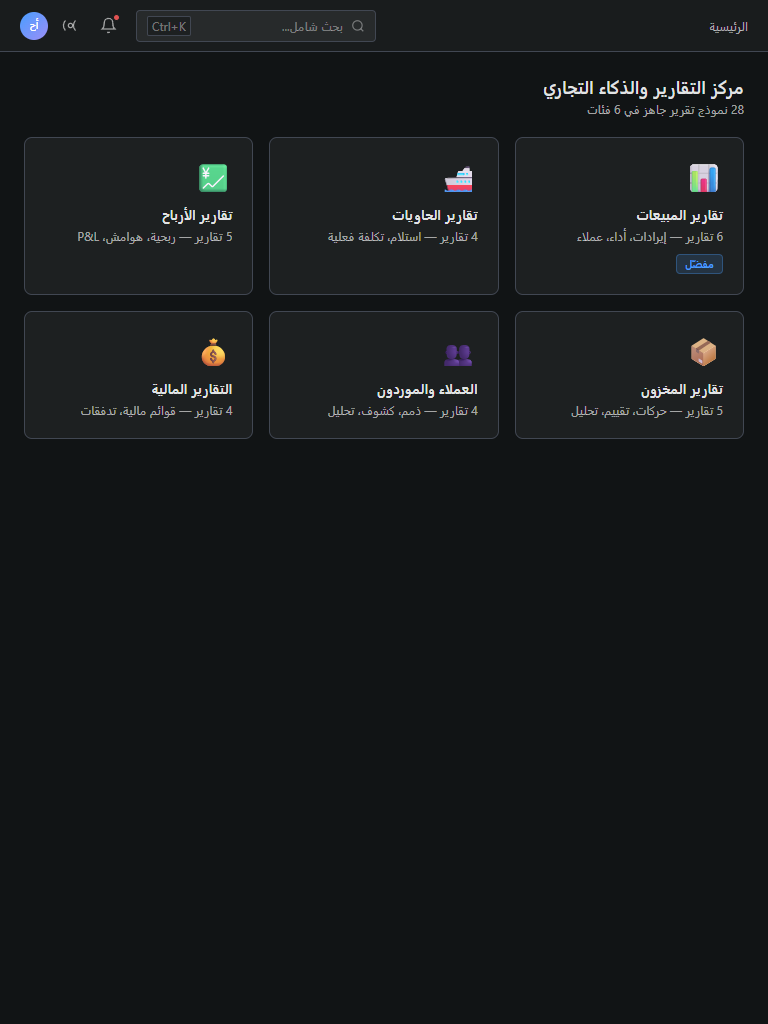 الرئيسية
بحث شامل...
Ctrl+K
أح
مركز التقارير والذكاء التجاري
28 نموذج تقرير جاهز في 6 فئات
تقارير المبيعات
6 تقارير — إيرادات، أداء، عملاء
مفضّل
تقارير الحاويات
4 تقارير — استلام، تكلفة فعلية
تقارير الأرباح
5 تقارير — ربحية، هوامش، P&L
تقارير المخزون
5 تقارير — حركات، تقييم، تحليل
العملاء والموردون
4 تقارير — ذمم، كشوف، تحليل
التقارير المالية
4 تقارير — قوائم مالية، تدفقات